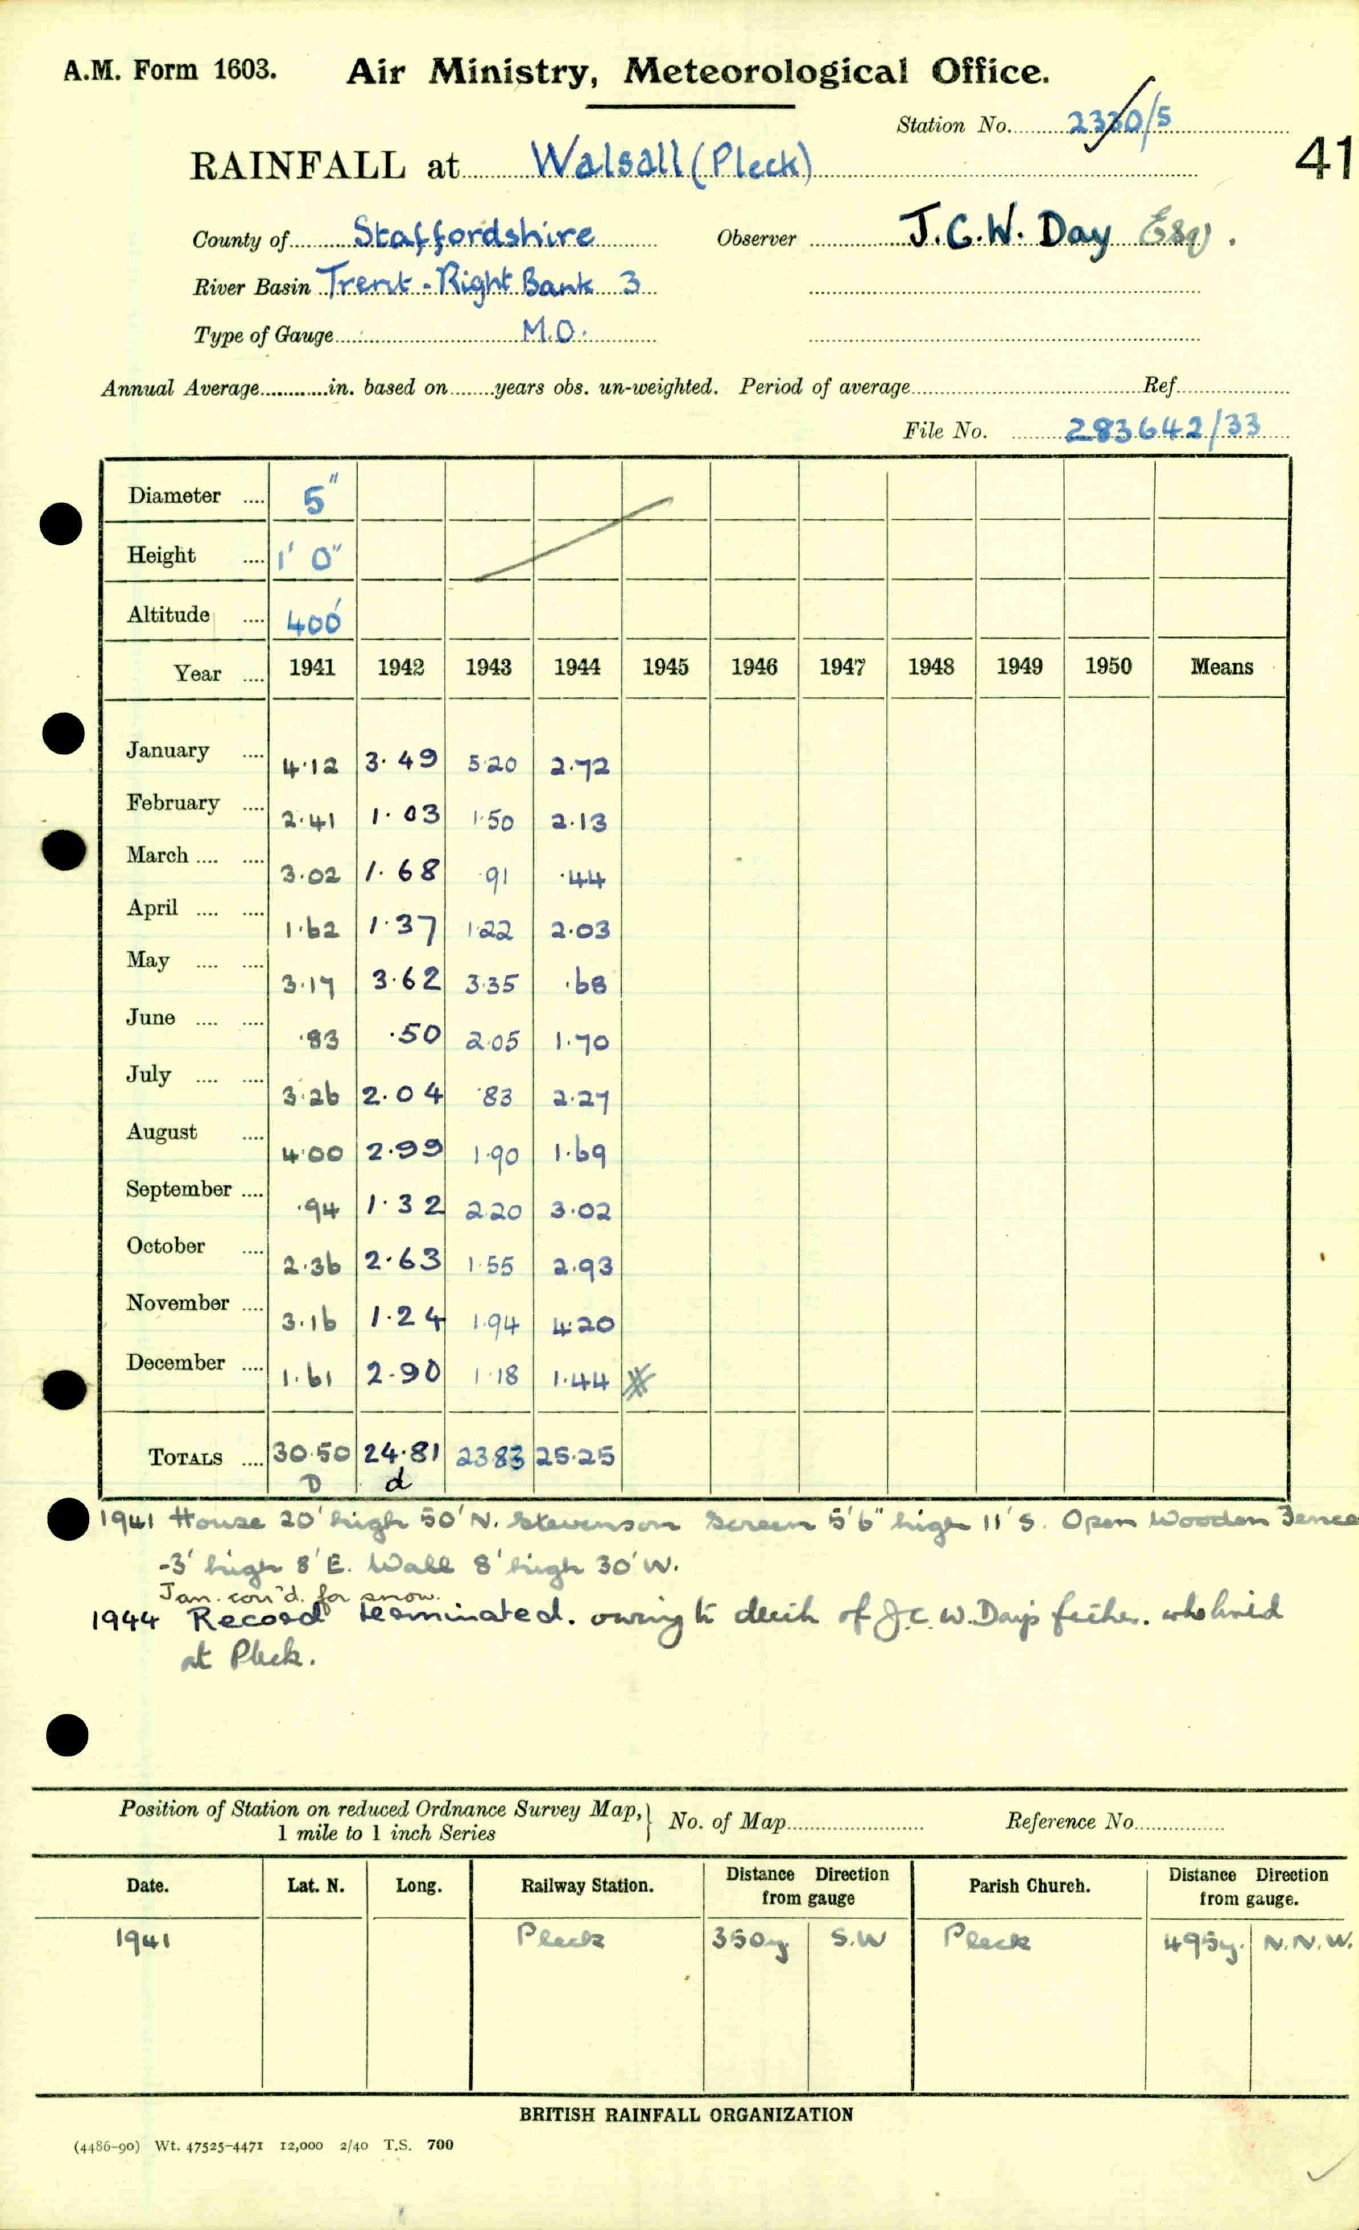 A.M. Form 1603. Air Ministry, Meteorological Office.
Station No. 2330/5
RAINFALL at Walsall (Pleck)
41
County of Staffordshire Observer J.C.W. Day Esq.
River Basin Trent - Right Bank 3
Type of Gauge M.O.
Annual Average in. based on years obs. un-weighted. Period of average Ref
File No. 283642/33
Diameter 5"
Height 1' 0"
Altitude 400'
Year 1941 1942 1943 1944 1945 1946 1947 1948 1949 1950 Means
January 4.12 3.49 5.20 2.72
February 2.41 1.03 1.50 2.13
March 3.02 1.68 .91 .44
April 1.62 1.37 1.22 2.03
May 3.17 3.62 3.35 .68
June .83 .50 2.05 1.70
July 3.26 2.04 .83 2.27
August 4.00 2.99 1.90 1.69
September .94 1.32 2.20 3.02
October 2.36 2.63 1.55 2.93
November 3.16 1.24 1.94 4.20
December 1.61 2.90 1.18 1.44
TOTALS 30.50 24.81 23.83 25.25
D d
1941 House 20' high 50' N. Stevenson Screen 5'6" high 11' S. Open Wooden Fence
-3' high 8' E. Wall 8' high 30' W.
Jan. con'd. for snow.
1944 Record terminated. owing to death of J.C.W. Day's father. who lived
at Pleck.
Position of Station on reduced Ordnance Survey Map, 1 mile to 1 inch Series No. of Map Reference No.
Date. Lat. N. Long. Railway Station. Distance Direction from gauge Parish Church. Distance Direction from gauge.
1941 Pleck 350y S.W Pleck 495y. N.N.W.
BRITISH RAINFALL ORGANIZATION
(4486-90) Wt. 47525-4471 12,000 2/40 T.S. 700